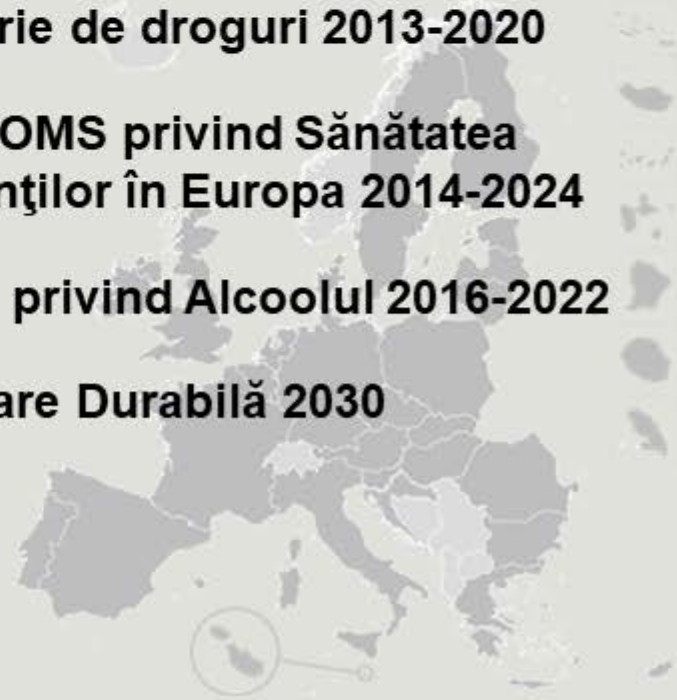 rie de droguri 2013-2020
OMS privind Sănătatea
nţilor în Europa 2014-2024
privind Alcoolul 2016-2022
are Durabilă 2030